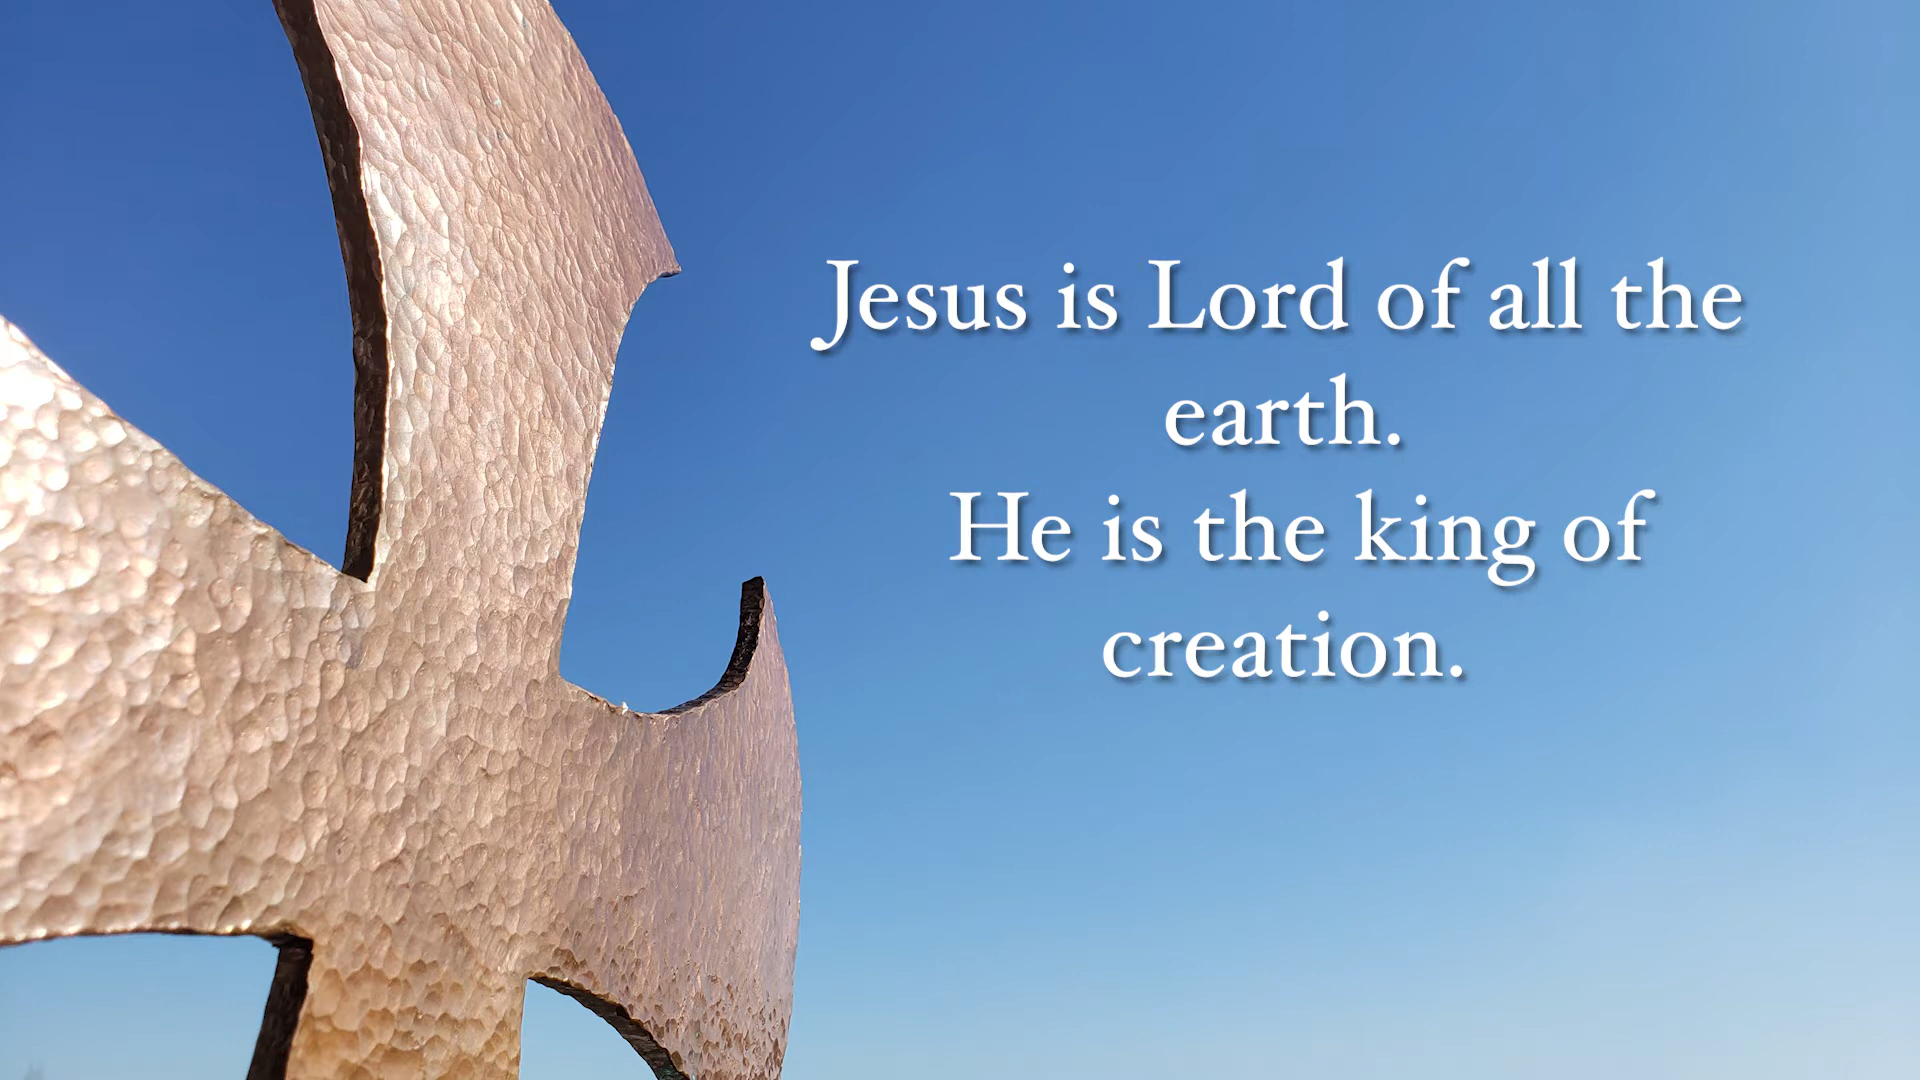 Jesus is Lord of all the
earth.
He is the king of
creation.